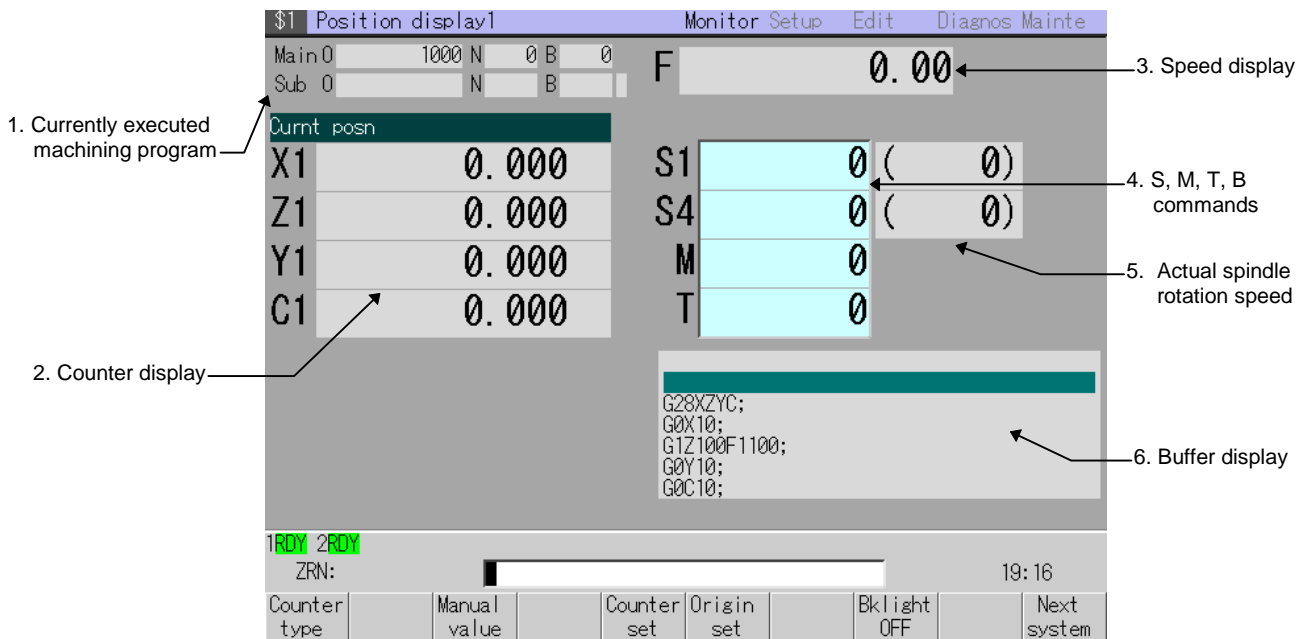 $1 Position display1 Monitor Setup Edit Diagnos Mainte
Main O 1000 N 0 B 0
Sub O N B
F 0.00
3. Speed display
1. Currently executed
machining program
Curnt posn
X1 0.000
Z1 0.000
Y1 0.000
C1 0.000
S1 0 ( 0)
S4 0 ( 0)
M 0
T 0
4. S, M, T, B
commands
5. Actual spindle
rotation speed
2. Counter display
G28XZYC;
G0X10;
G1Z100F1100;
G0Y10;
G0C10;
6. Buffer display
1RDY 2RDY
ZRN: 19:16
Counter type
Manual value
Counter set
Origin set
Bklight OFF
Next system